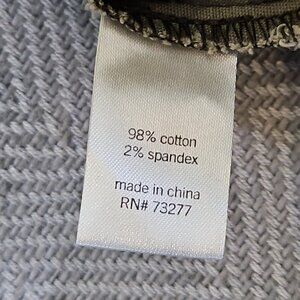 98% cotton
2% spandex
made in china
RN# 73277